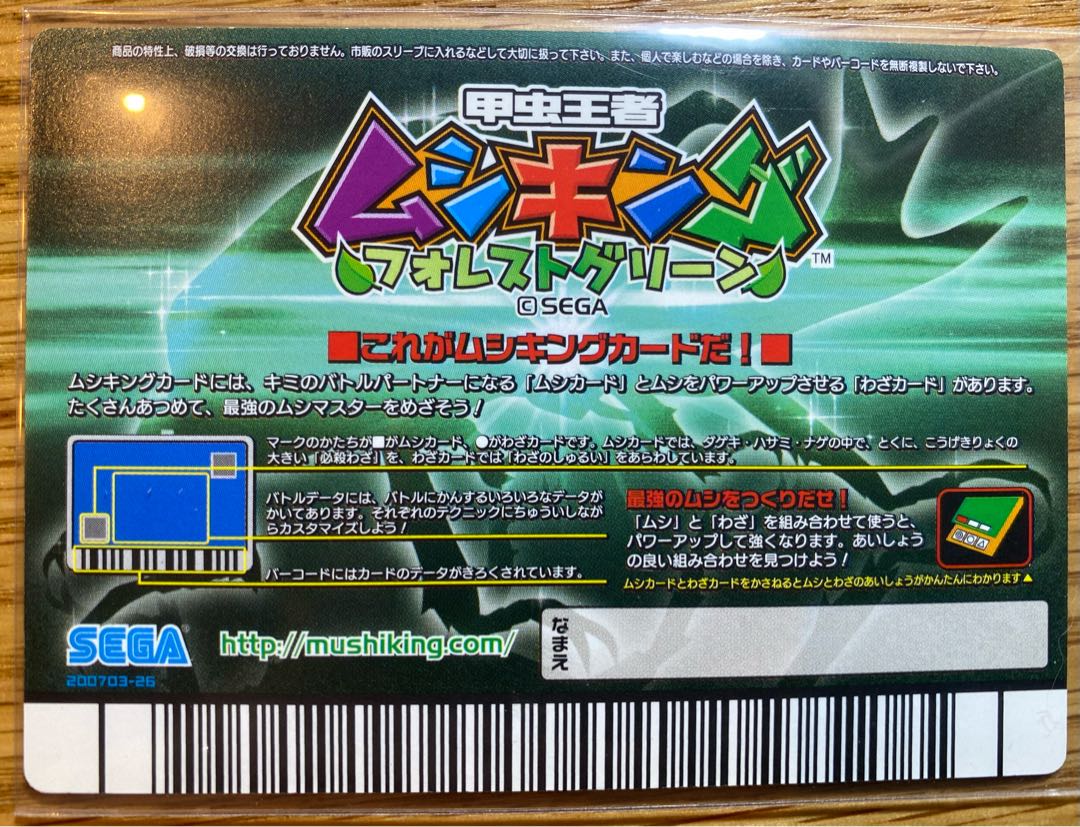 商品の特性上、破損等の交換は行っておりません。市販のスリーブに入れるなどして大切に扱って下さい。また、個人で楽しむなどの場合を除き、カードやバーコードを無断複製しないで下さい。
甲虫王者
ムシキング
フォレストグリーン
TM
©SEGA
■これがムシキングカードだ!■
ムシキングカードには、キミのバトルパートナーになる「ムシカード」とムシをパワーアップさせる「わざカード」があります。
たくさんあつめて、最強のムシマスターをめざそう!
マークのかたちが■がムシカード、●がわざカードです。ムシカードでは、ダゲキ・ハサミ・ナゲの中で、とくに、こうげきりょくの
大きい「必殺わざ」を、わざカードでは「わざのしゅるい」をあらわしています。
バトルデータには、バトルにかんするいろいろなデータが
かいてあります。それぞれのテクニックにちゅういしなが
らカスタマイズしよう!
バーコードにはカードのデータがきろくされています。
最強のムシをつくりだせ!
「ムシ」と「わざ」を組み合わせて使うと、
パワーアップして強くなります。あいしょう
の良い組み合わせを見つけよう!
ムシカードとわざカードをかさねるとムシとわざのあいしょうがかんたんにわかります▲
SEGA®
http://mushiking.com/
なまえ
200703-26